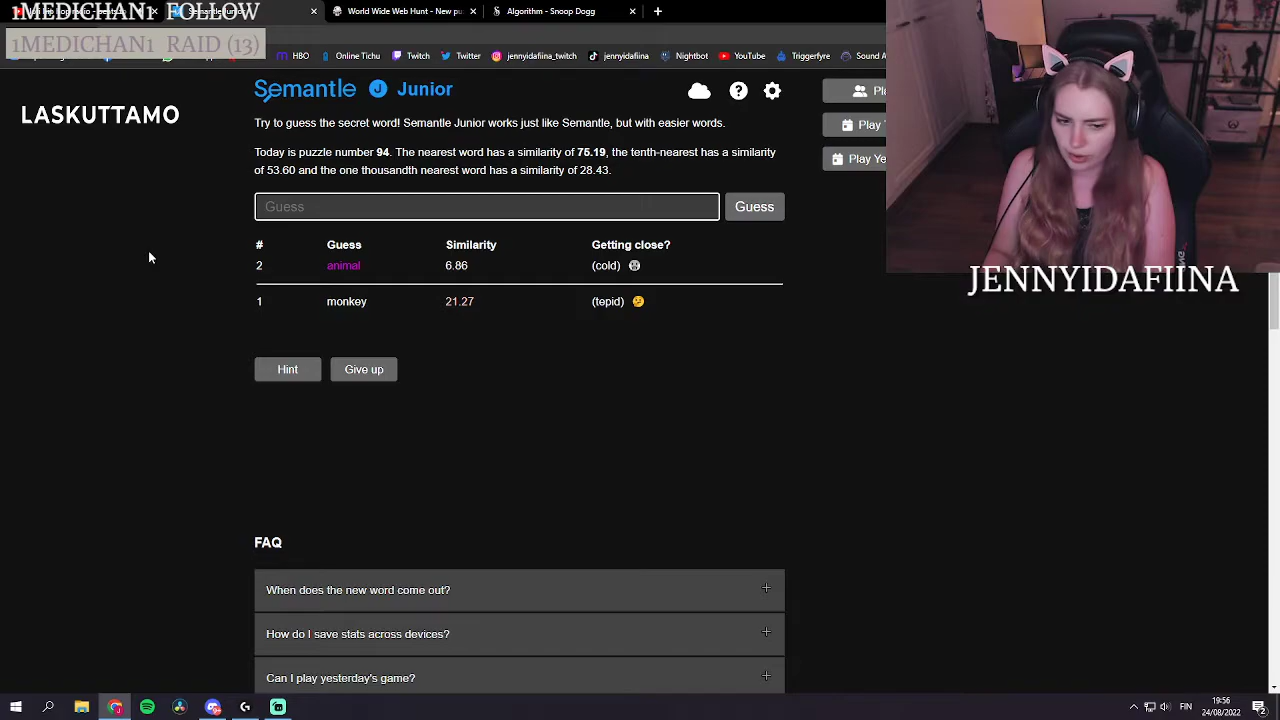 1MEDICHAN1 FOLLOW
1MEDICHAN1 RAID (13)
World Wide Web Hunt - New pu
Algorithm - Snoop Dogg
HBO
Online Tichu
Twitch
Twitter
jennyidafiina_twitch
jennyidafiina
Nightbot
YouTube
Triggerfyre
Sound A
LASKUTTAMO
Semantle J Junior
Pla
Try to guess the secret word! Semantle Junior works just like Semantle, but with easier words.
Play
Today is puzzle number 94. The nearest word has a similarity of 75.19, the tenth-nearest has a similarity
of 53.60 and the one thousandth nearest word has a similarity of 28.43.
Play Ye
Guess
Guess
# Guess Similarity Getting close?
2 animal 6.86 (cold)
1 monkey 21.27 (tepid)
JENNYIDAFIINA
Hint
Give up
FAQ
When does the new word come out?
How do I save stats across devices?
Can I play yesterday's game?
FIN
19:56
24/08/2022
2